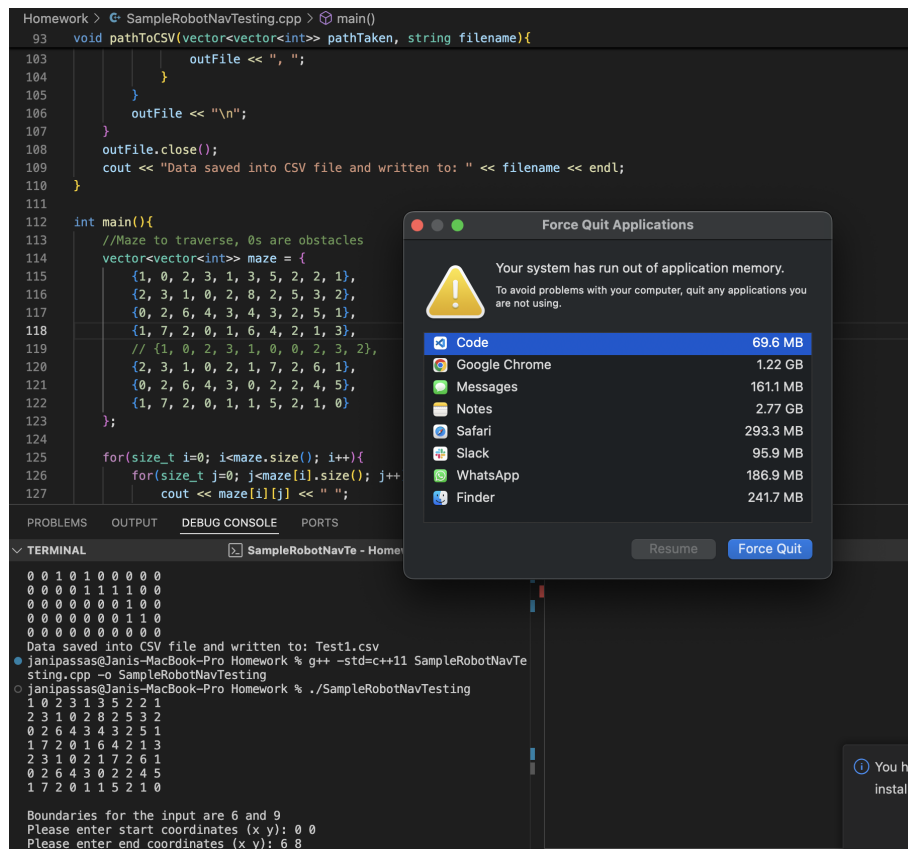 Homework > SampleRobotNavTesting.cpp > main()
93 void pathToCSV(vector<vector<int>> pathTaken, string filename){
103 outFile << ", ";
104 }
105 }
106 outFile << "\n";
107 }
108 outFile.close();
109 cout << "Data saved into CSV file and written to: " << filename << endl;
110 }
111
112 int main(){
113 //Maze to traverse, 0s are obstacles
114 vector<vector<int>> maze = {
115 {1, 0, 2, 3, 1, 3, 5, 2, 2, 1},
116 {2, 3, 1, 0, 2, 8, 2, 5, 3, 2},
117 {0, 2, 6, 4, 3, 4, 3, 2, 5, 1},
118 {1, 7, 2, 0, 1, 6, 4, 2, 1, 3},
119 // {1, 0, 2, 3, 1, 0, 0, 2, 3, 2},
120 {2, 3, 1, 0, 2, 1, 7, 2, 6, 1},
121 {0, 2, 6, 4, 3, 0, 2, 2, 4, 5},
122 {1, 7, 2, 0, 1, 1, 5, 2, 1, 0}
123 };
124
125 for(size_t i=0; i<maze.size(); i++){
126 for(size_t j=0; j<maze[i].size(); j++
127 cout << maze[i][j] << " ";
Force Quit Applications
Your system has run out of application memory.
To avoid problems with your computer, quit any applications you
are not using.
Code 69.6 MB
Google Chrome 1.22 GB
Messages 161.1 MB
Notes 2.77 GB
Safari 293.3 MB
Slack 95.9 MB
WhatsApp 186.9 MB
Finder 241.7 MB
Resume Force Quit
PROBLEMS OUTPUT DEBUG CONSOLE PORTS
TERMINAL SampleRobotNavTe - Homew
0 0 1 0 1 0 0 0 0 0
0 0 0 0 1 1 1 1 0 0
0 0 0 0 0 0 0 1 0 0
0 0 0 0 0 0 0 1 1 0
0 0 0 0 0 0 0 0 0 0
Data saved into CSV file and written to: Test1.csv
janipassas@Janis-MacBook-Pro Homework % g++ -std=c++11 SampleRobotNavTe
sting.cpp -o SampleRobotNavTesting
janipassas@Janis-MacBook-Pro Homework % ./SampleRobotNavTesting
1 0 2 3 1 3 5 2 2 1
2 3 1 0 2 8 2 5 3 2
0 2 6 4 3 4 3 2 5 1
1 7 2 0 1 6 4 2 1 3
2 3 1 0 2 1 7 2 6 1
0 2 6 4 3 0 2 2 4 5
1 7 2 0 1 1 5 2 1 0
Boundaries for the input are 6 and 9
Please enter start coordinates (x y): 0 0
Please enter end coordinates (x y): 6 8
You h
instal